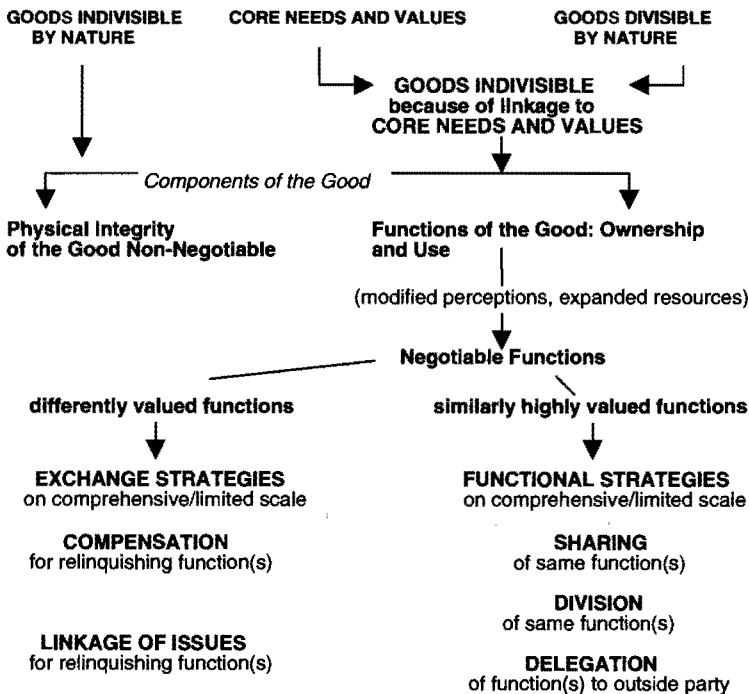 GOODS INDIVISIBLE
BY NATURE
CORE NEEDS AND VALUES
GOODS DIVISIBLE
BY NATURE
GOODS INDIVISIBLE
because of linkage to
CORE NEEDS AND VALUES
Components of the Good
Physical Integrity
of the Good Non-Negotiable
Functions of the Good: Ownership
and Use
(modified perceptions, expanded resources)
Negotiable Functions
differently valued functions
similarly highly valued functions
EXCHANGE STRATEGIES
on comprehensive/limited scale
COMPENSATION
for relinquishing function(s)
LINKAGE OF ISSUES
for relinquishing function(s)
FUNCTIONAL STRATEGIES
on comprehensive/limited scale
SHARING
of same function(s)
DIVISION
of same function(s)
DELEGATION
of function(s) to outside party